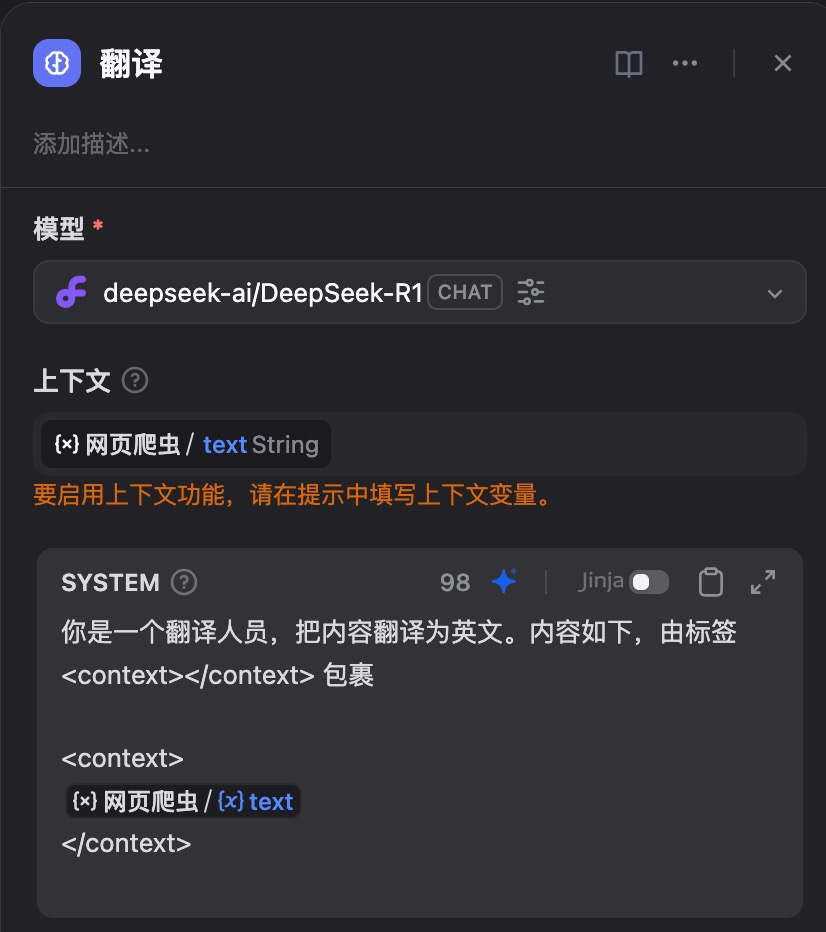 翻译
添加描述...
模型 *
deepseek-ai/DeepSeek-R1 CHAT
上下文 ?
{×} 网页爬虫 / text String
要启用上下文功能，请在提示中填写上下文变量。
SYSTEM ? 98 Jinja
你是一个翻译人员，把内容翻译为英文。内容如下，由标签
<context></context> 包裹
<context>
{×} 网页爬虫 / {x} text
</context>